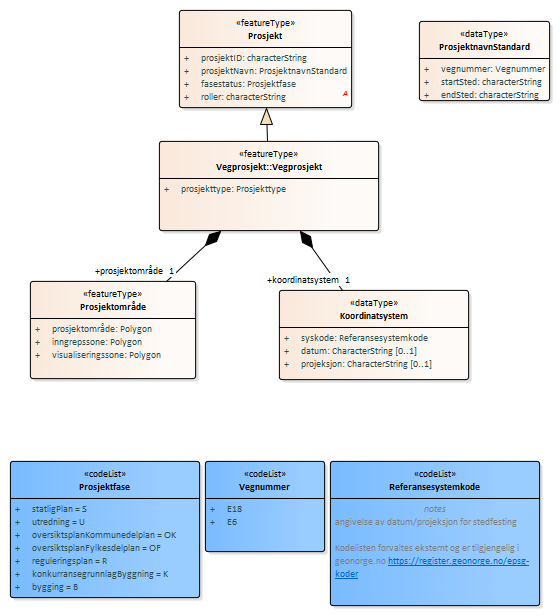 «featureType»
Prosjekt
+ prosjektID: characterString
+ prosjektNavn: ProsjektnavnStandard
+ fasestatus: Prosjektfase
+ roller: characterString
A
«dataType»
ProsjektnavnStandard
+ vegnummer: Vegnummer
+ startSted: characterString
+ endSted: characterString
«featureType»
Vegprosjekt::Vegprosjekt
+ prosjekttype: Prosjekttype
+prosjektområde 1
+koordinatsystem 1
«featureType»
Prosjektområde
+ prosjektområde: Polygon
+ inngrepssone: Polygon
+ visualiseringssone: Polygon
«dataType»
Koordinatsystem
+ syskode: Referansesystemkode
+ datum: CharacterString [0..1]
+ projeksjon: CharacterString [0..1]
«codeList»
Prosjektfase
+ statligPlan = S
+ utredning = U
+ oversiktsplanKommunedelplan = OK
+ oversiktsplanFylkesdelplan = OF
+ reguleringsplan = R
+ konkurransegrunnlagByggning = K
+ bygging = B
«codeList»
Vegnummer
+ E18
+ E6
«codeList»
Referansesystemkode
notes
angivelse av datum/projeksjon for stedfesting
Kodelisten forvaltes eksternt og er tilgjengelig i
geonorge.no https://register.geonorge.no/epsg-
koder